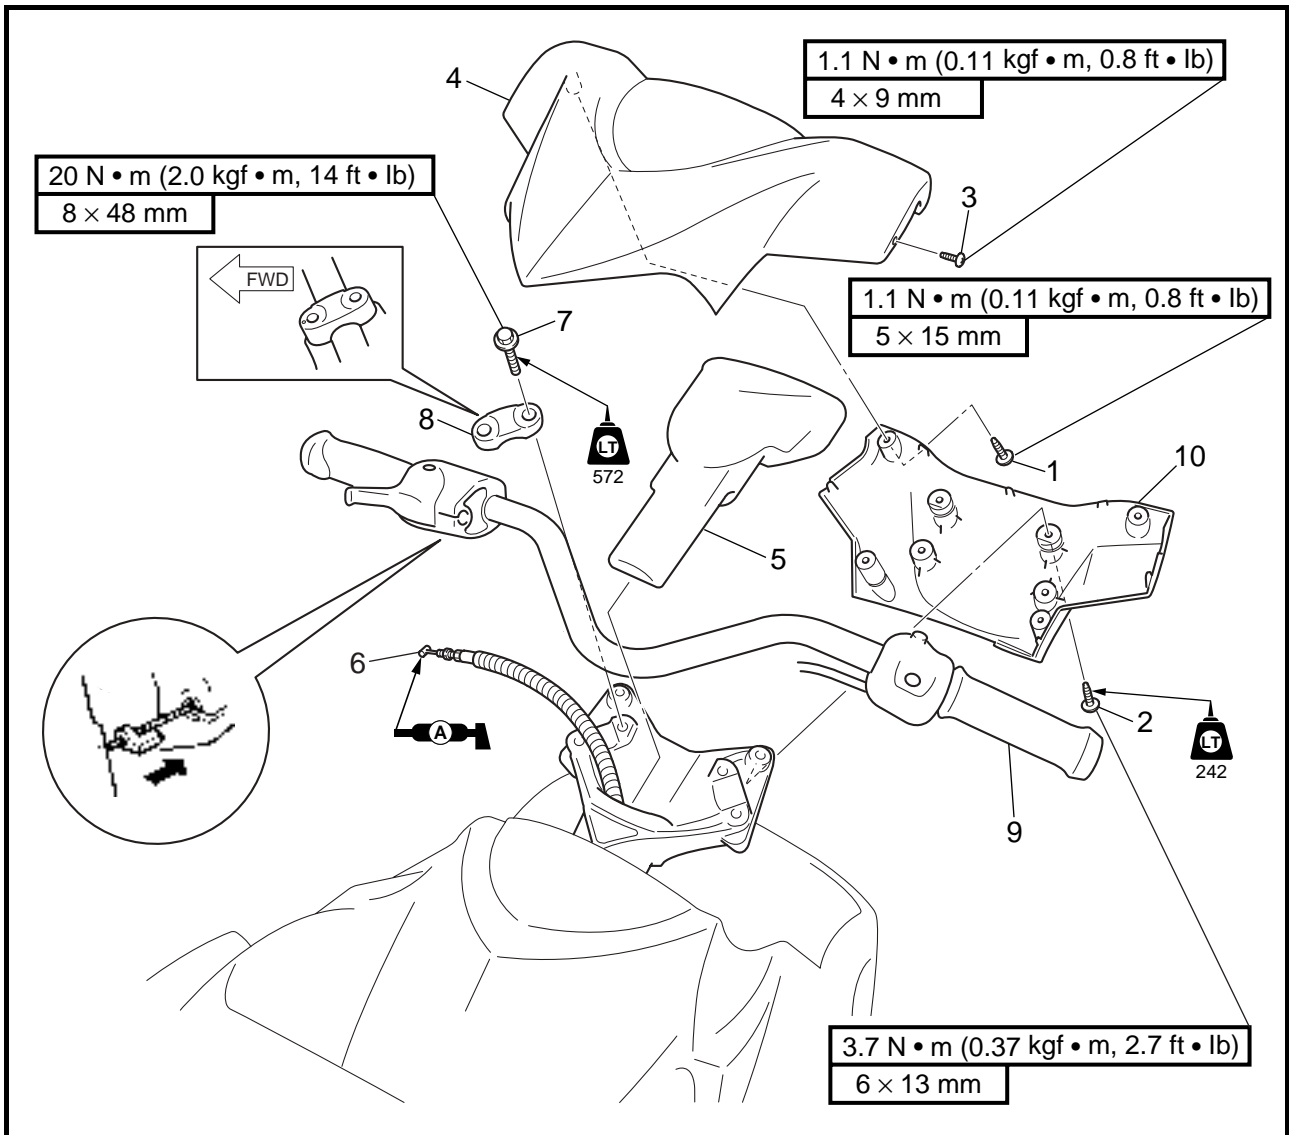 1.1 N • m (0.11 kgf • m, 0.8 ft • lb)
4 × 9 mm
4
20 N • m (2.0 kgf • m, 14 ft • lb)
8 × 48 mm
3
FWD
1.1 N • m (0.11 kgf • m, 0.8 ft • lb)
5 × 15 mm
7
8
LT
572
1
10
5
6
A
2
LT
242
9
3.7 N • m (0.37 kgf • m, 2.7 ft • lb)
6 × 13 mm